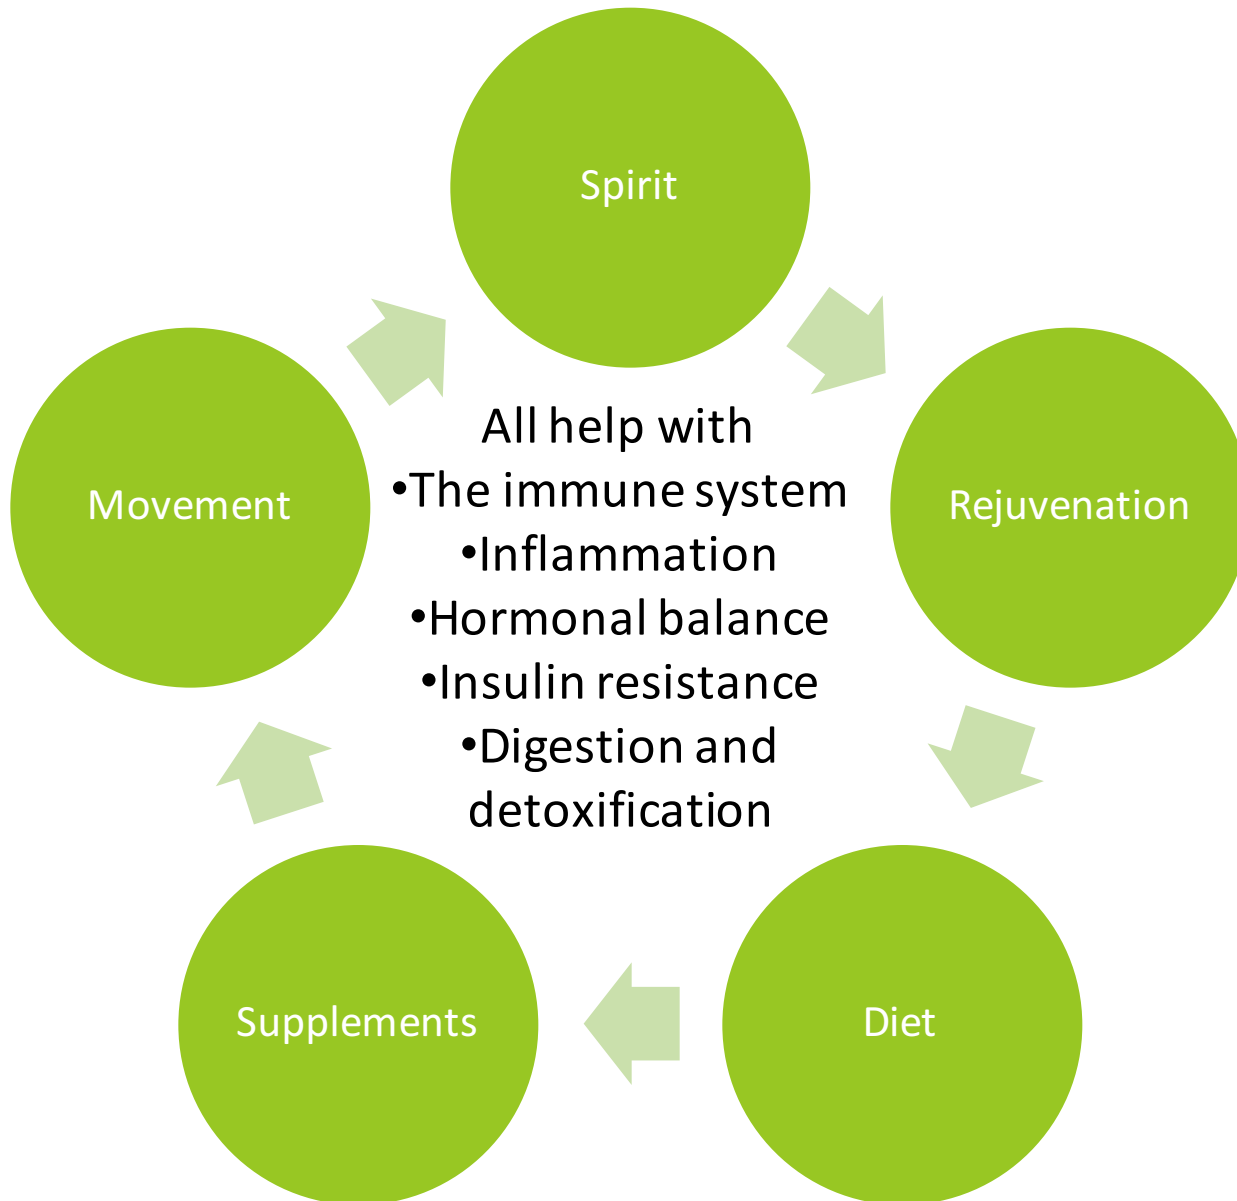 Spirit
Movement
Rejuvenation
All help with
•The immune system
•Inflammation
•Hormonal balance
•Insulin resistance
•Digestion and
detoxification
Supplements
Diet